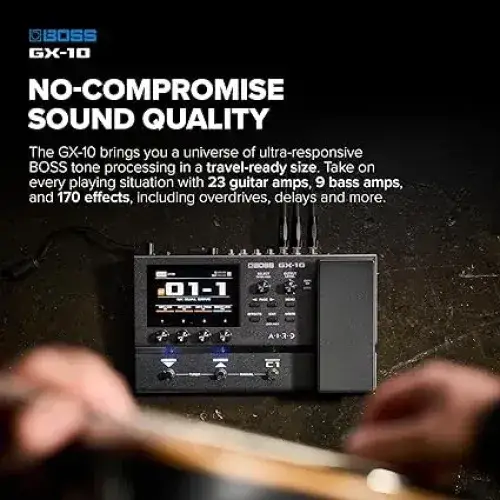 BOSS
GX-10
NO-COMPROMISE
SOUND QUALITY
The GX-10 brings you a universe of ultra-responsive
BOSS tone processing in a travel-ready size. Take on
every playing situation with 23 guitar amps, 9 bass amps,
and 170 effects, including overdrives, delays and more.
BOSS GX-10
01-1
AIRD
C1